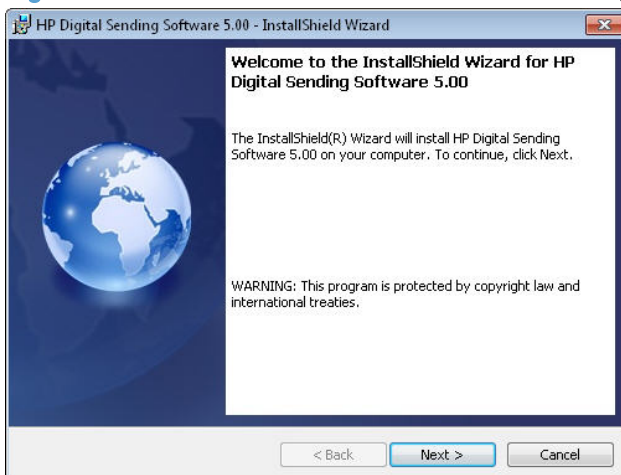 HP Digital Sending Software 5.00 - InstallShield Wizard
Welcome to the InstallShield Wizard for HP
Digital Sending Software 5.00
The InstallShield(R) Wizard will install HP Digital Sending
Software 5.00 on your computer. To continue, click Next.
WARNING: This program is protected by copyright law and
international treaties.
< Back
Next >
Cancel